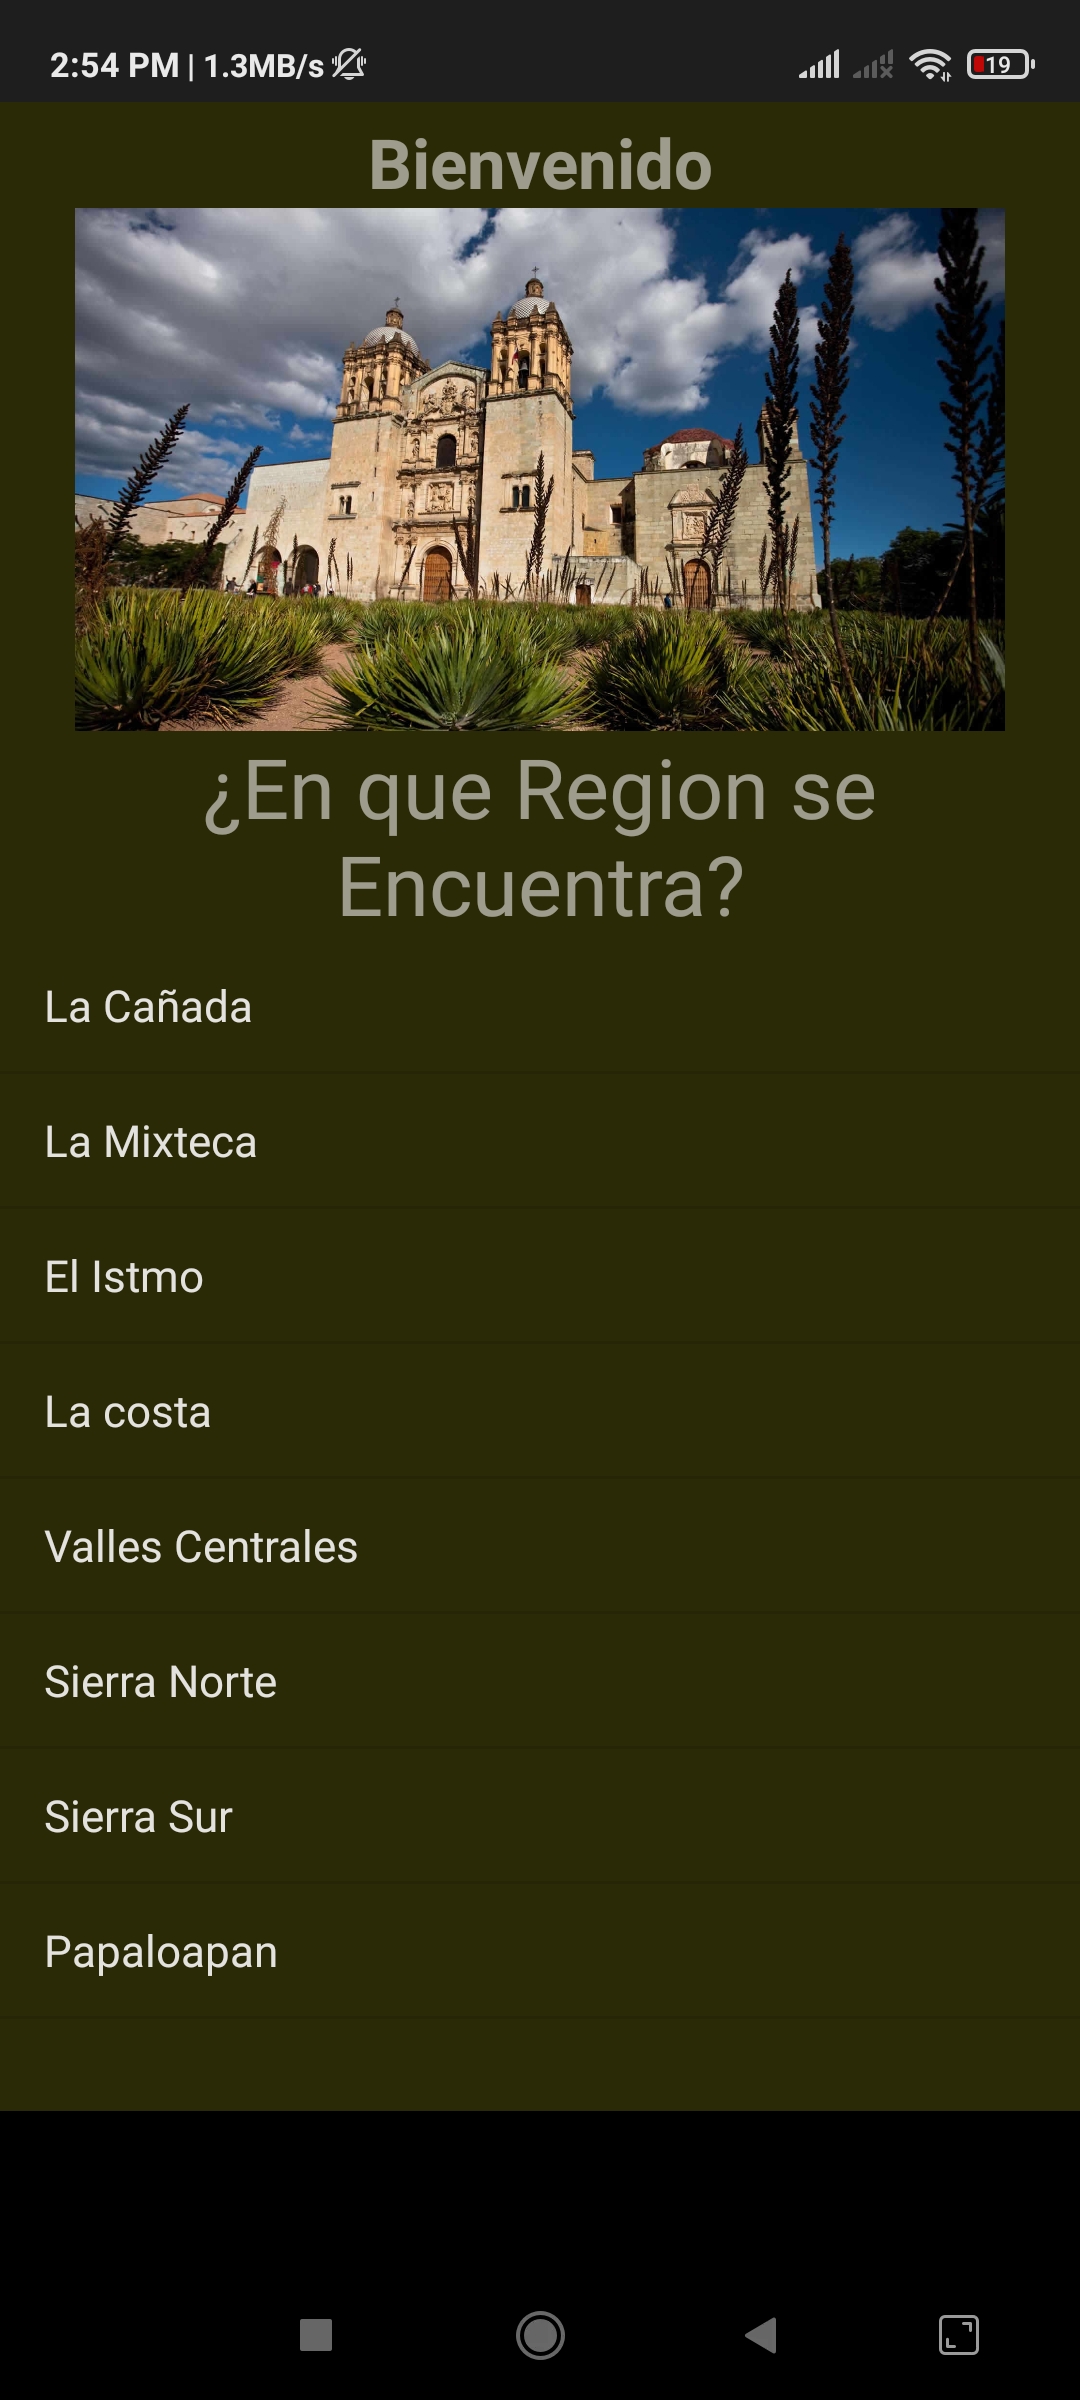 2:54 PM | 1.3MB/s
19
Bienvenido
¿En que Region se
Encuentra?
La Cañada
La Mixteca
El Istmo
La costa
Valles Centrales
Sierra Norte
Sierra Sur
Papaloapan